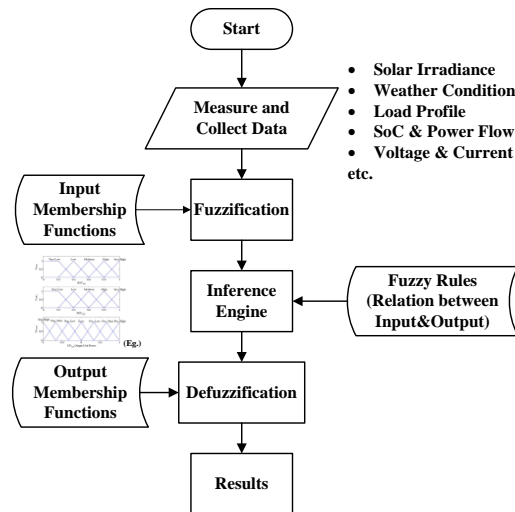 Start
Measure and
Collect Data
• Solar Irradiance
• Weather Condition
• Load Profile
• SoC & Power Flow
• Voltage & Current
etc.
Input
Membership
Functions
Fuzzification
Inference
Engine
Fuzzy Rules
(Relation between
Input&Output)
(Eg.)
Output
Membership
Functions
Defuzzification
Results